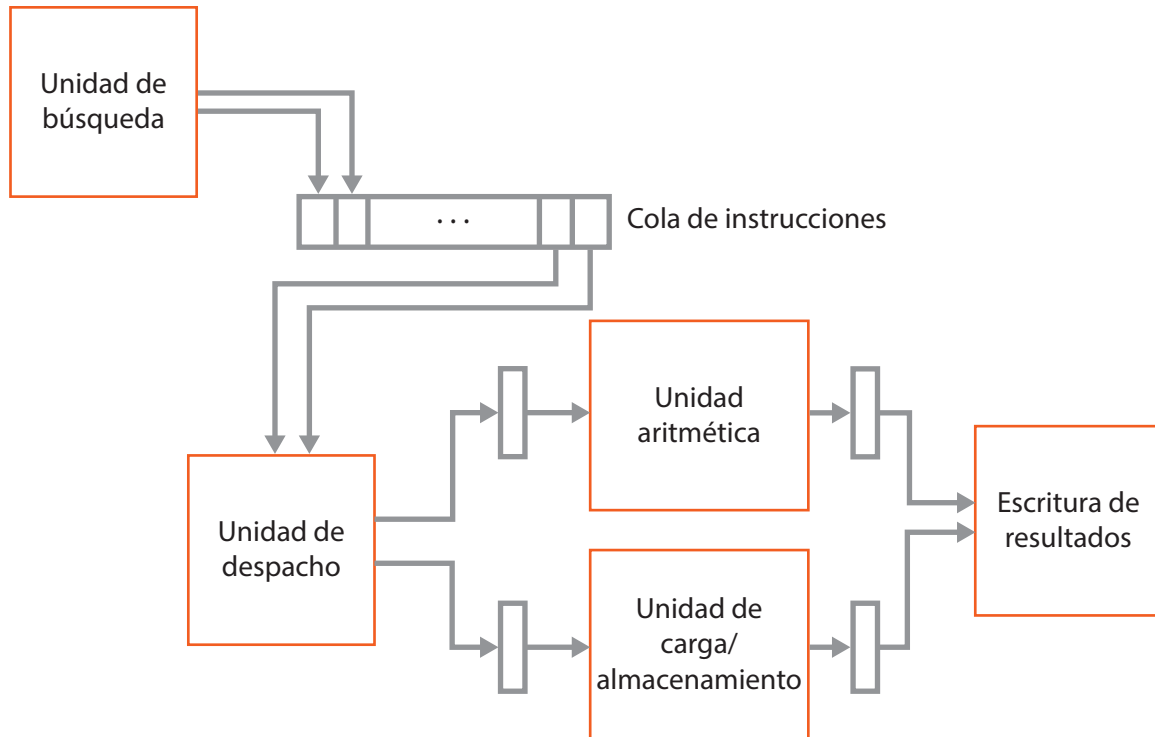 Unidad de
búsqueda
...
Cola de instrucciones
Unidad
aritmética
Unidad de
despacho
Escritura de
resultados
Unidad de
carga/
almacenamiento